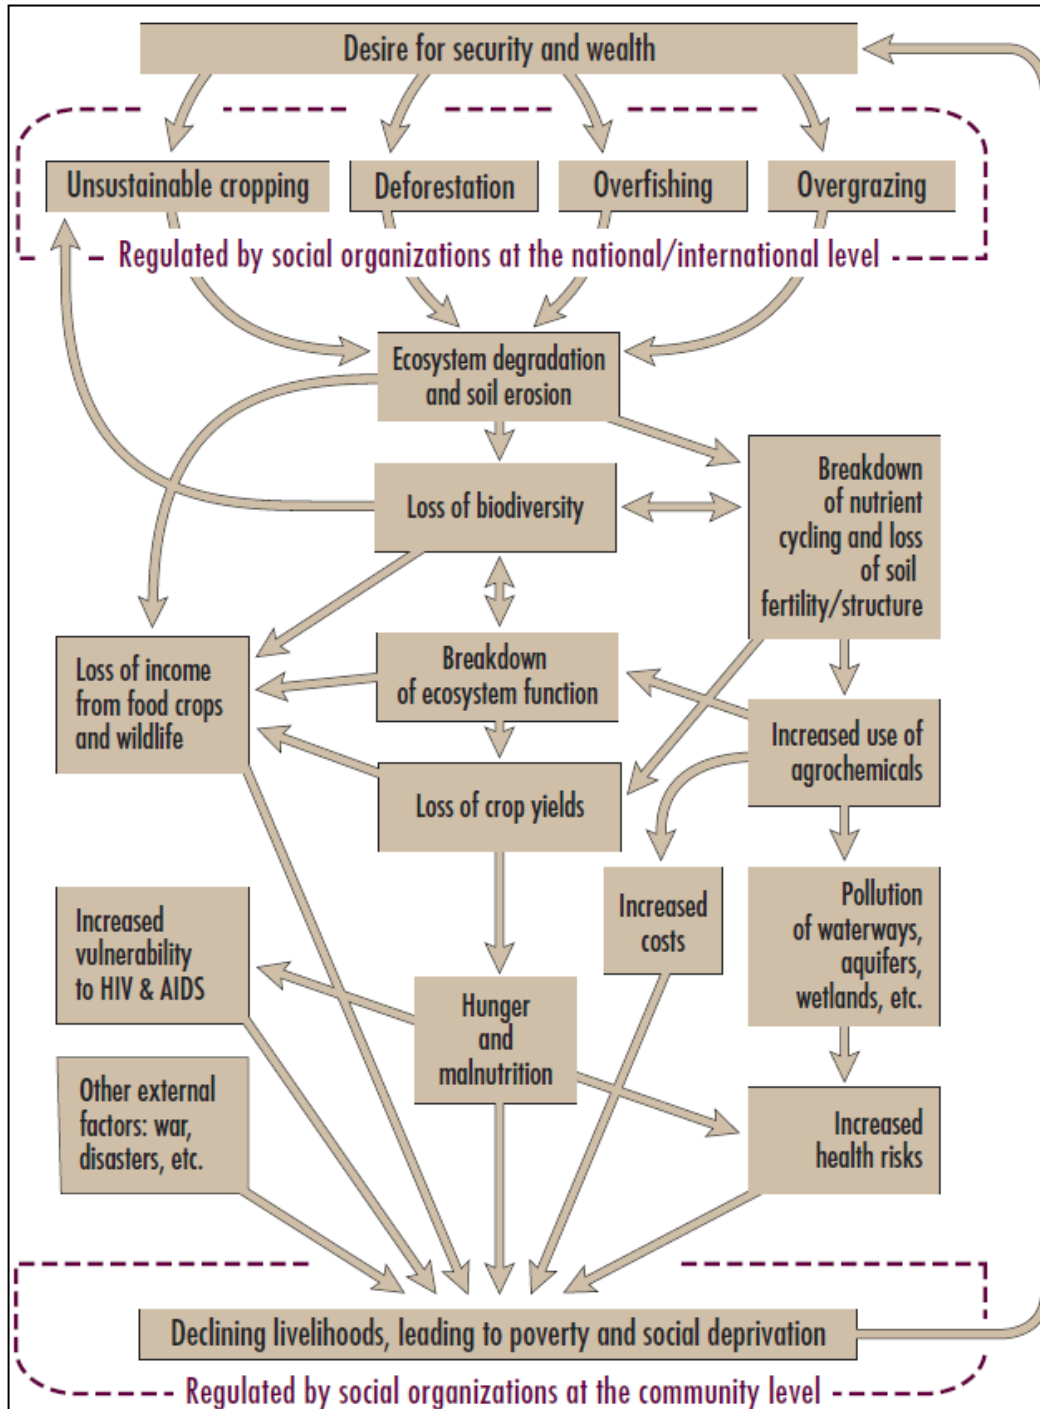 Desire for security and wealth
Unsustainable cropping
Deforestation
Overfishing
Overgrazing
Regulated by social organizations at the national/international level
Ecosystem degradation
and soil erosion
Loss of biodiversity
Breakdown
of nutrient
cycling and loss
of soil
fertility/structure
Loss of income
from food crops
and wildlife
Breakdown
of ecosystem function
Increased use of
agrochemicals
Loss of crop yields
Increased
vulnerability
to HIV & AIDS
Hunger
and
malnutrition
Increased
costs
Pollution
of waterways,
aquifers,
wetlands, etc.
Other external
factors: war,
disasters, etc.
Increased
health risks
Declining livelihoods, leading to poverty and social deprivation
Regulated by social organizations at the community level